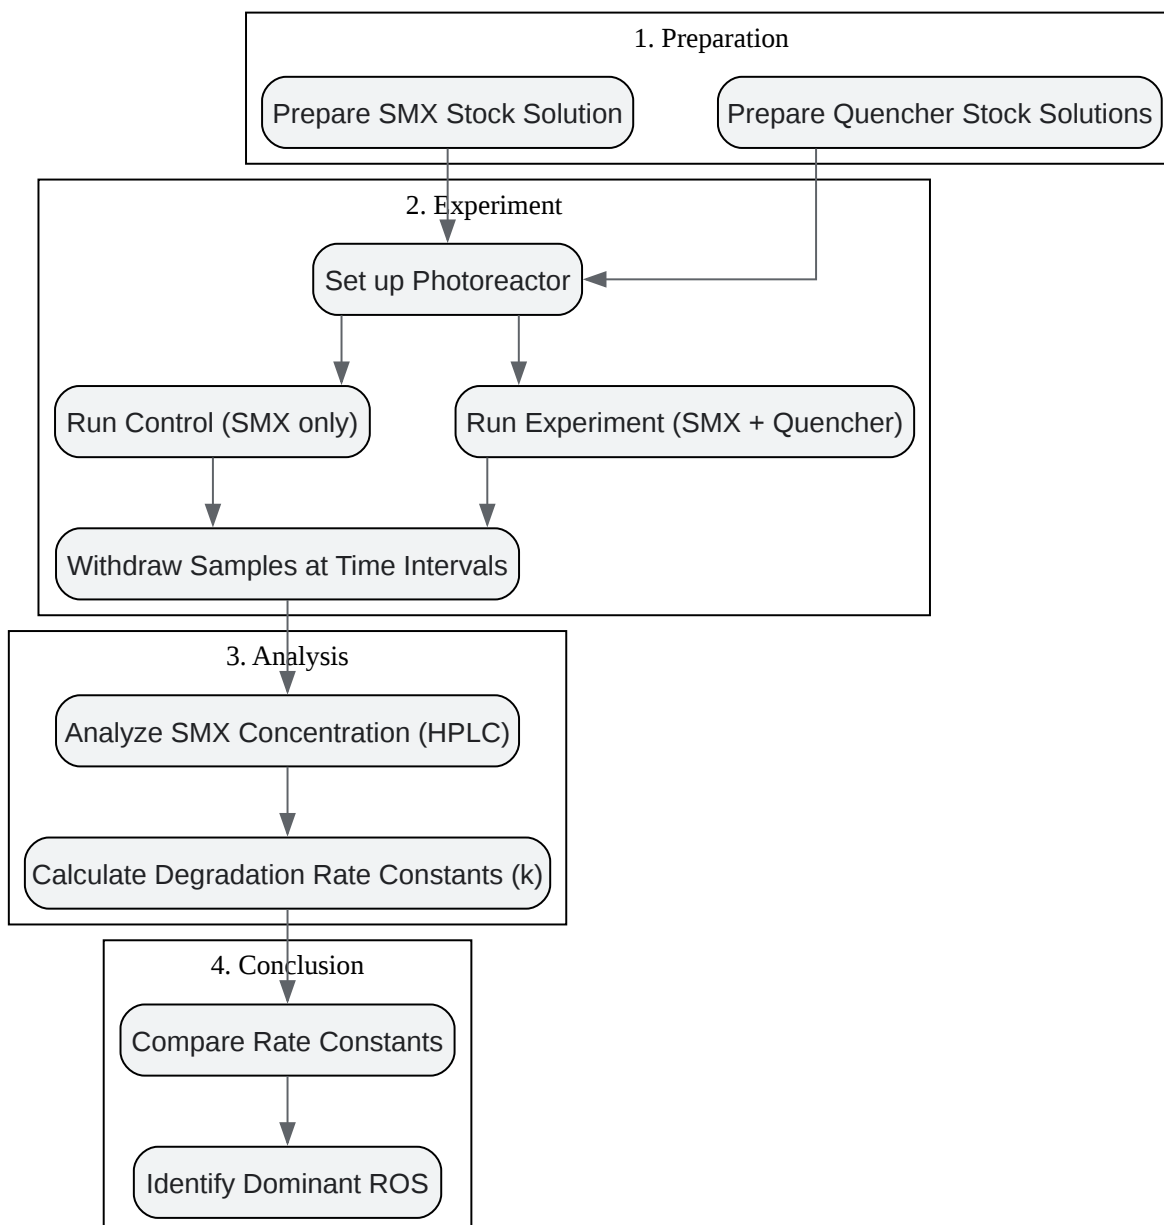 1. Preparation
Prepare SMX Stock Solution
Prepare Quencher Stock Solutions
2. Experiment
Set up Photoreactor
Run Control (SMX only)
Run Experiment (SMX + Quencher)
Withdraw Samples at Time Intervals
3. Analysis
Analyze SMX Concentration (HPLC)
Calculate Degradation Rate Constants (k)
4. Conclusion
Compare Rate Constants
Identify Dominant ROS